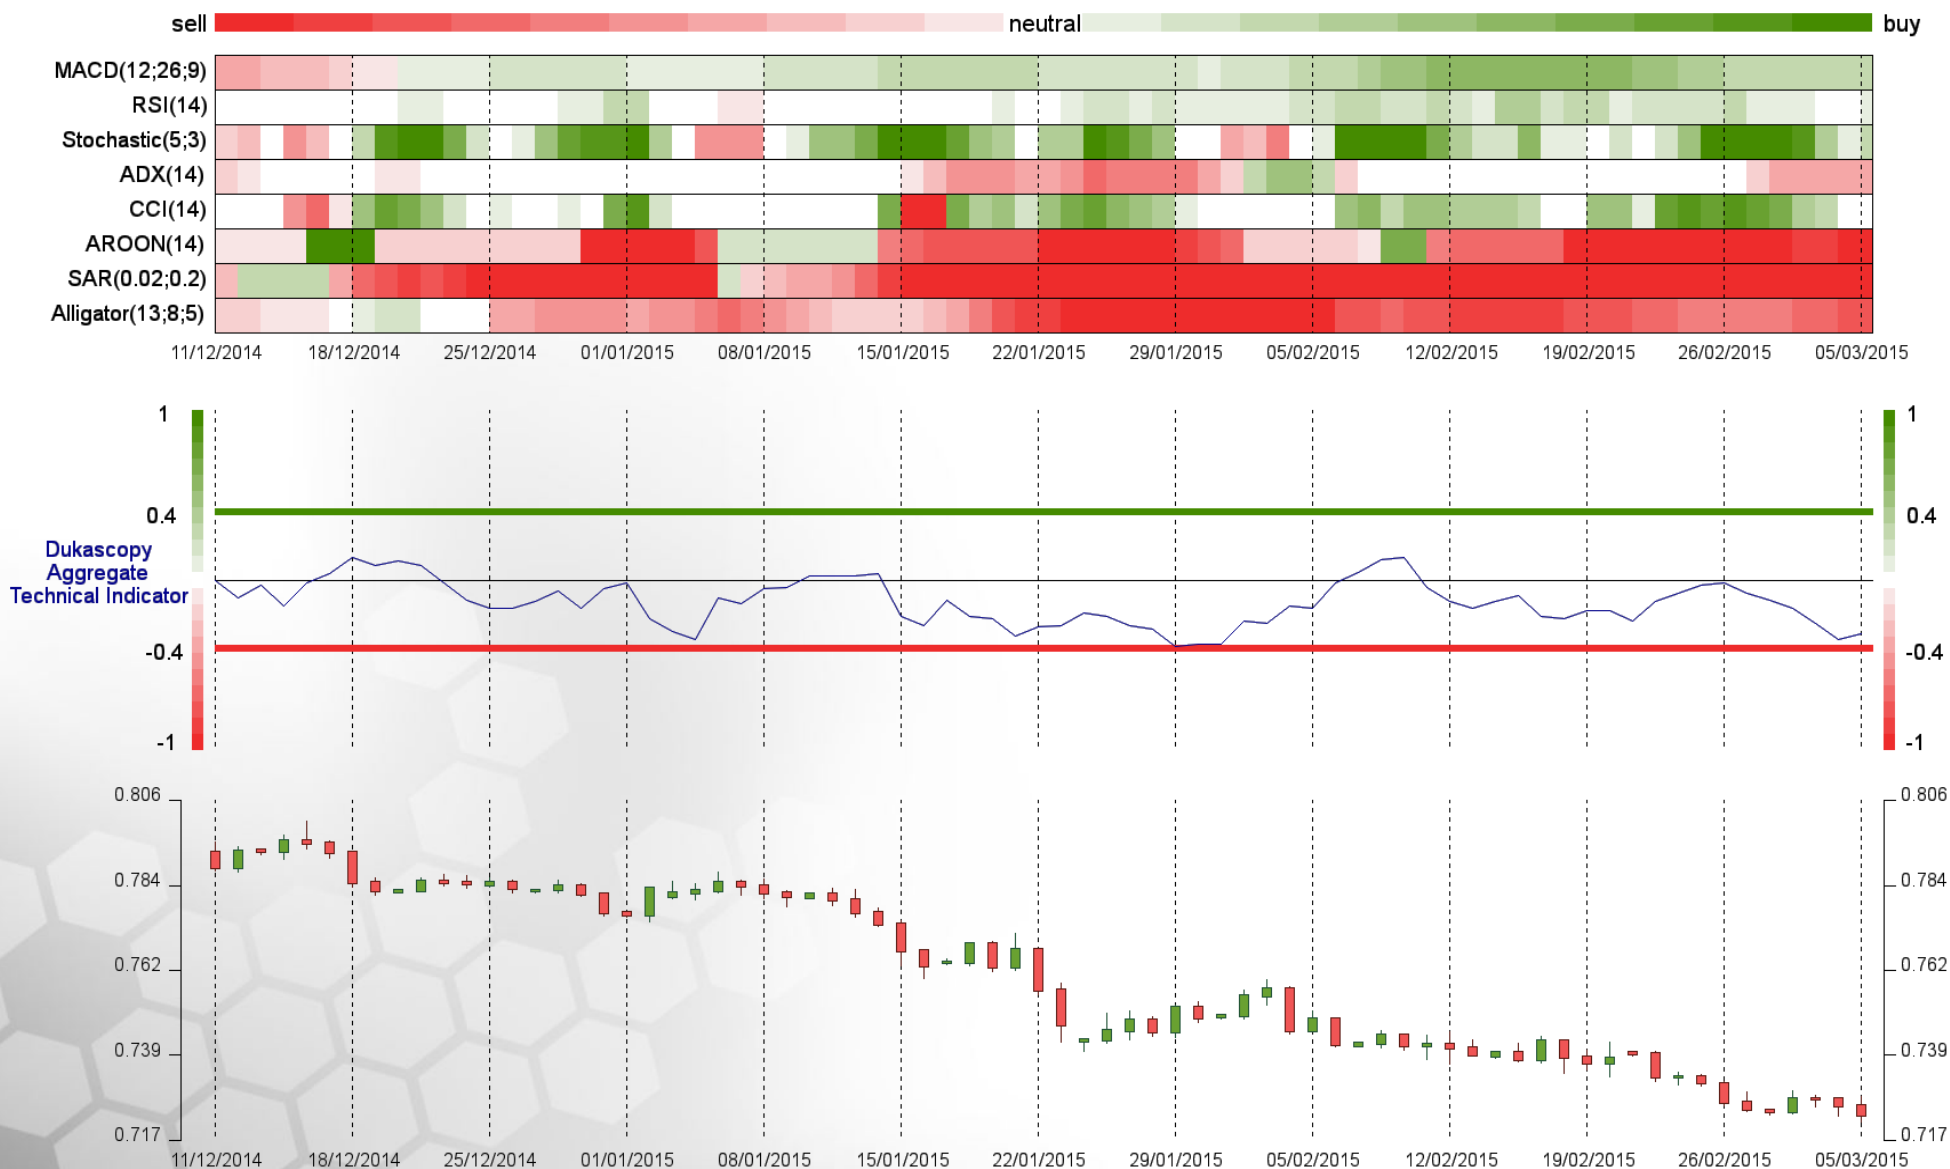 sell neutral buy
MACD(12;26;9)
RSI(14)
Stochastic(5;3)
ADX(14)
CCI(14)
AROON(14)
SAR(0.02;0.2)
Alligator(13;8;5)
11/12/2014 18/12/2014 25/12/2014 01/01/2015 08/01/2015 15/01/2015 22/01/2015 29/01/2015 05/02/2015 12/02/2015 19/02/2015 26/02/2015 05/03/2015
1 1
0.4 0.4
Dukascopy
Aggregate
Technical Indicator
-0.4 -0.4
-1 -1
0.806 0.806
0.784 0.784
0.762 0.762
0.739 0.739
0.717 0.717
11/12/2014 18/12/2014 25/12/2014 01/01/2015 08/01/2015 15/01/2015 22/01/2015 29/01/2015 05/02/2015 12/02/2015 19/02/2015 26/02/2015 05/03/2015